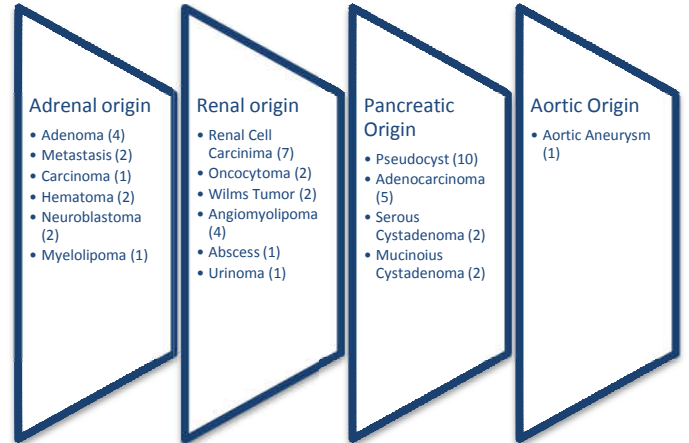 Adrenal origin
• Adenoma (4)
• Metastasis (2)
• Carcinoma (1)
• Hematoma (2)
• Neuroblastoma
(2)
• Myelolipoma (1)
Renal origin
• Renal Cell
Carcinima (7)
• Oncocytoma (2)
• Wilms Tumor (2)
• Angiomyolipoma
(4)
• Abscess (1)
• Urinoma (1)
Pancreatic
Origin
• Pseudocyst (10)
• Adenocarcinoma
(5)
• Serous
Cystadenoma (2)
• Mucinoius
Cystadenoma (2)
Aortic Origin
• Aortic Aneurysm
(1)